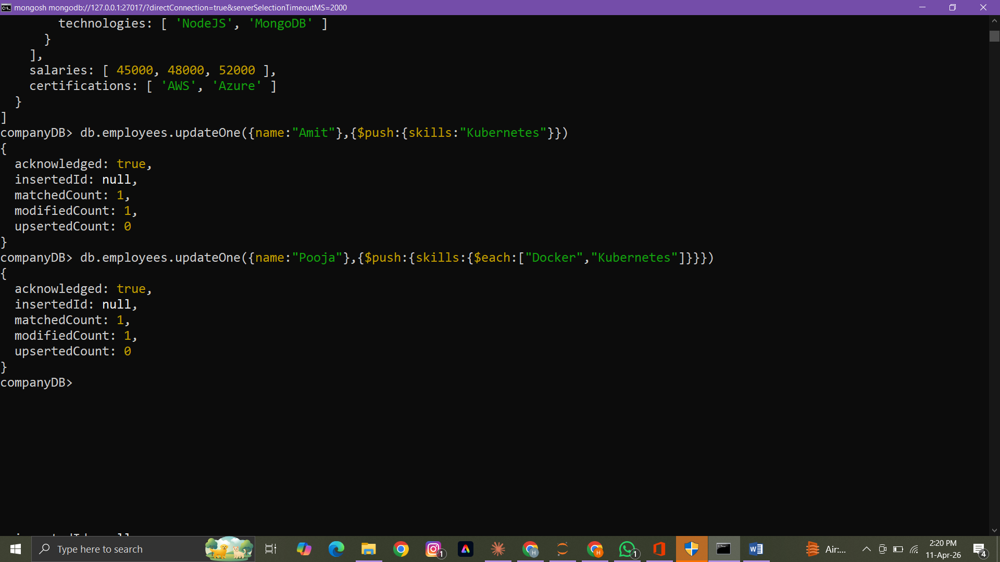 mongosh mongodb://127.0.0.1:27017/?directConnection=true&serverSelectionTimeoutMS=2000
        technologies: [ 'NodeJS', 'MongoDB' ]
      }
    ],
    salaries: [ 45000, 48000, 52000 ],
    certifications: [ 'AWS', 'Azure' ]
  }
]
companyDB> db.employees.updateOne({name:"Amit"},{$push:{skills:"Kubernetes"}})
{
  acknowledged: true,
  insertedId: null,
  matchedCount: 1,
  modifiedCount: 1,
  upsertedCount: 0
}
companyDB> db.employees.updateOne({name:"Pooja"},{$push:{skills:{$each:["Docker","Kubernetes"]}}})
{
  acknowledged: true,
  insertedId: null,
  matchedCount: 1,
  modifiedCount: 1,
  upsertedCount: 0
}
companyDB>
Type here to search
1
H
H
1
W
Air:...
2:20 PM
11-Apr-26
4